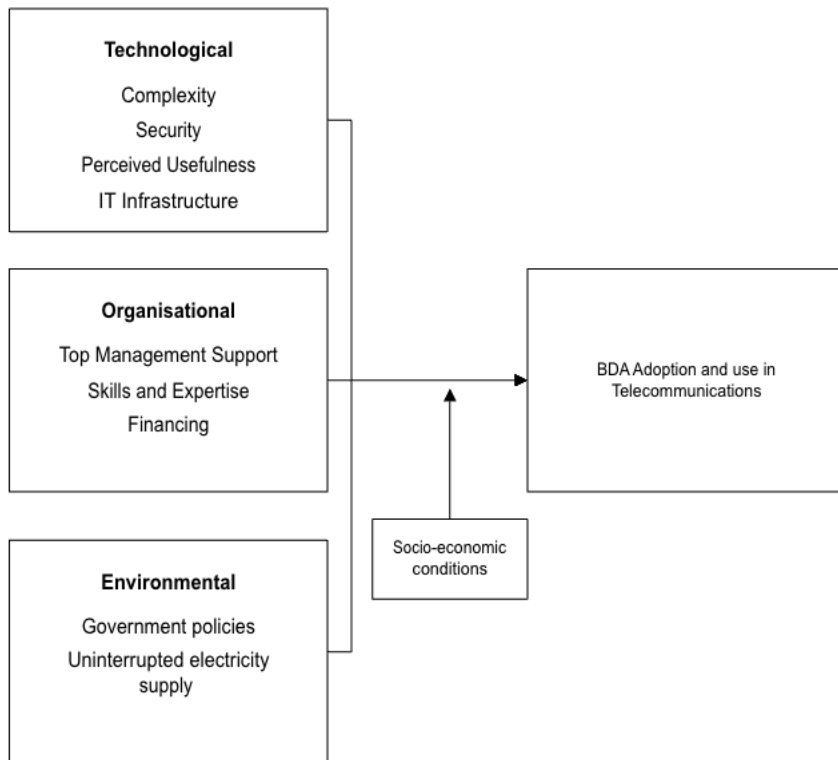 Technological
Complexity
Security
Perceived Usefulness
IT Infrastructure
Organisational
Top Management Support
Skills and Expertise
Financing
Environmental
Government policies
Uninterrupted electricity
supply
Socio-economic
conditions
BDA Adoption and use in
Telecommunications